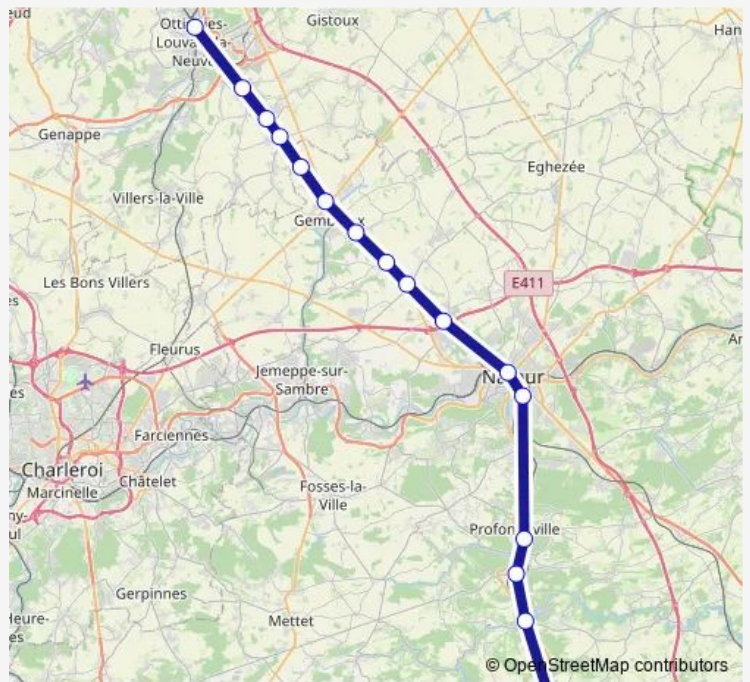 Gistoux
Genappe
Eghezée
Villers-la-Ville
Les Bons Villers
E411
Fleurus
Jemeppe-sur-
Sambre
Farciennes
Charleroi
Marcinelle
Châtelet
Fosses-la-
Ville
Gerpinnes
Mettet
© OpenStreetMap contributors